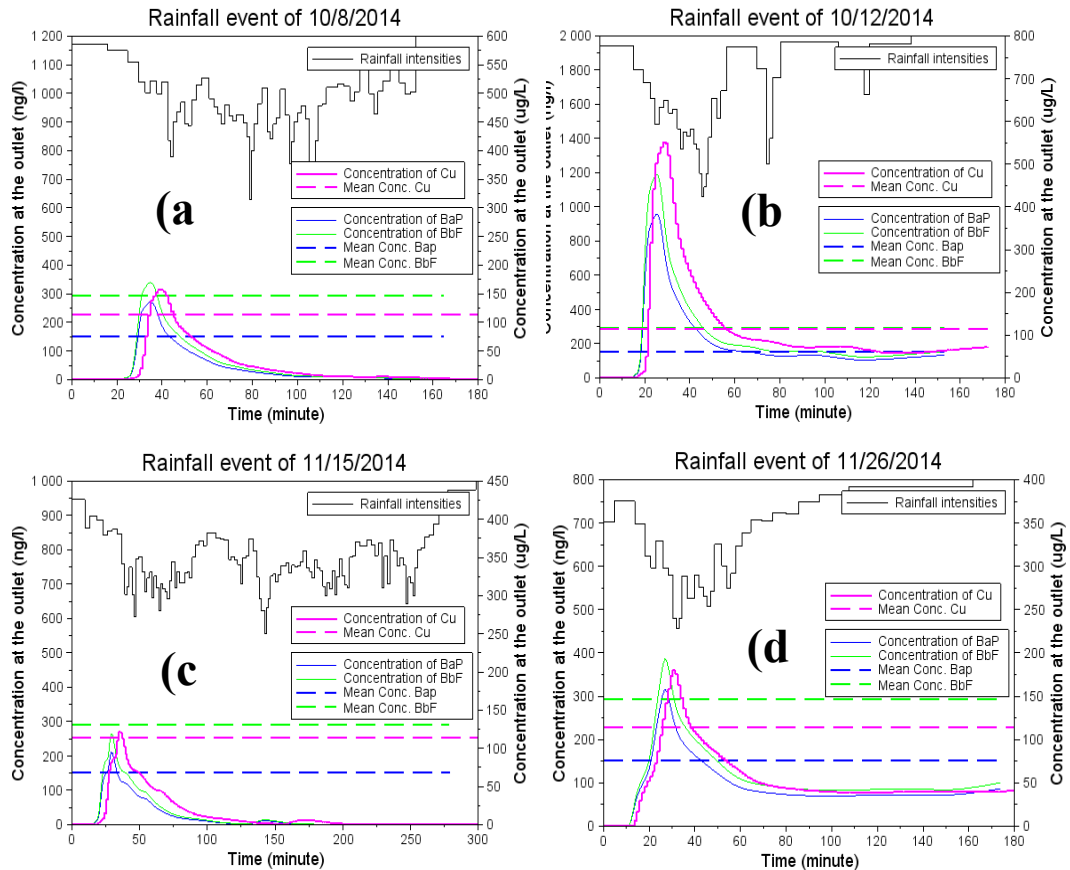 Rainfall event of 10/8/2014
1 200
1 100
1 000
900
800
700
600
500
400
300
200
100
0
Concentration at the outlet (ng/l)
600
550
500
450
400
350
300
250
200
150
100
50
0
Concentration at the outlet (ug/L)
0 20 40 60 80 100 120 140 160 180
Time (minute)
Rainfall intensities
Concentration of Cu
Mean Conc. Cu
Concentration of BaP
Concentration of BbF
Mean Conc. Bap
Mean Conc. BbF
(a
Rainfall event of 10/12/2014
2 000
1 800
1 600
1 400
1 200
1 000
800
600
400
200
0
Concentration at the outlet (ng/l)
800
700
600
500
400
300
200
100
0
Concentration at the outlet (ug/L)
0 20 40 60 80 100 120 140 160 180
Time (minute)
Rainfall intensities
Concentration of Cu
Mean Conc. Cu
Concentration of BaP
Concentration of BbF
Mean Conc. Bap
Mean Conc. BbF
(b
Rainfall event of 11/15/2014
1 000
900
800
700
600
500
400
300
200
100
0
Concentration at the outlet (ng/l)
450
400
350
300
250
200
150
100
50
0
Concentration at the outlet (ug/L)
0 50 100 150 200 250 300
Time (minute)
Rainfall intensities
Concentration of Cu
Mean Conc. Cu
Concentration of BaP
Concentration of BbF
Mean Conc. Bap
Mean Conc. BbF
(c
Rainfall event of 11/26/2014
800
700
600
500
400
300
200
100
0
Concentration at the outlet (ng/l)
400
350
300
250
200
150
100
50
0
Concentration at the outlet (ug/L)
0 20 40 60 80 100 120 140 160 180
Time (minute)
Rainfall intensities
Concentration of Cu
Mean Conc. Cu
Concentration of BaP
Concentration of BbF
Mean Conc. Bap
Mean Conc. BbF
(d